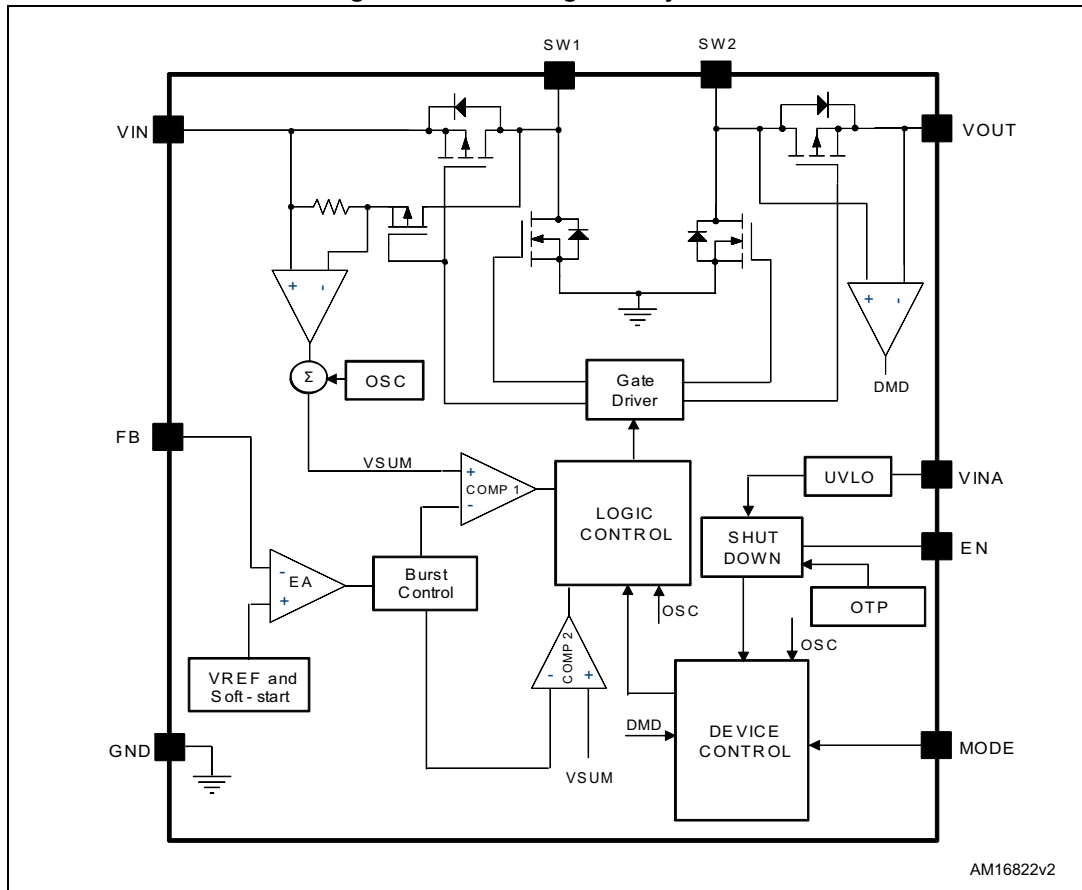 SW1
SW2
VIN
VOUT
+ -
+ -
Σ
OSC
Gate
Driver
DMD
FB
VSUM
+
COMP 1
-
LOGIC
CONTROL
UVLO
VINA
SHUT
DOWN
EN
-
EA
+
Burst
Control
OTP
OSC
OSC
COMP 2
- +
VREF and
Soft-start
DMD
DEVICE
CONTROL
GND
MODE
VSUM
AM16822v2